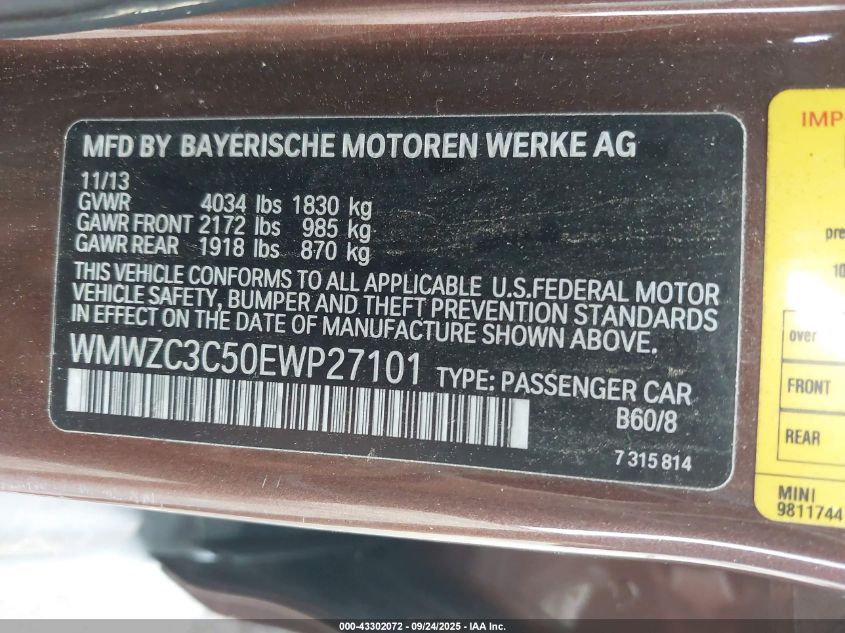 MFD BY BAYERISCHE MOTOREN WERKE AG
11/13
GVWR 4034 lbs 1830 kg
GAWR FRONT 2172 lbs 985 kg
GAWR REAR 1918 lbs 870 kg
THIS VEHICLE CONFORMS TO ALL APPLICABLE U.S.FEDERAL MOTOR
VEHICLE SAFETY, BUMPER AND THEFT PREVENTION STANDARDS
IN EFFECT ON THE DATE OF MANUFACTURE SHOWN ABOVE.
WMWZC3C50EWP27101 TYPE: PASSENGER CAR
B60/8
7 315 814
IMP
pre
10
over
FRONT
REAR
MINI
9811744
000-43302072 - 09/24/2025 - IAA Inc.